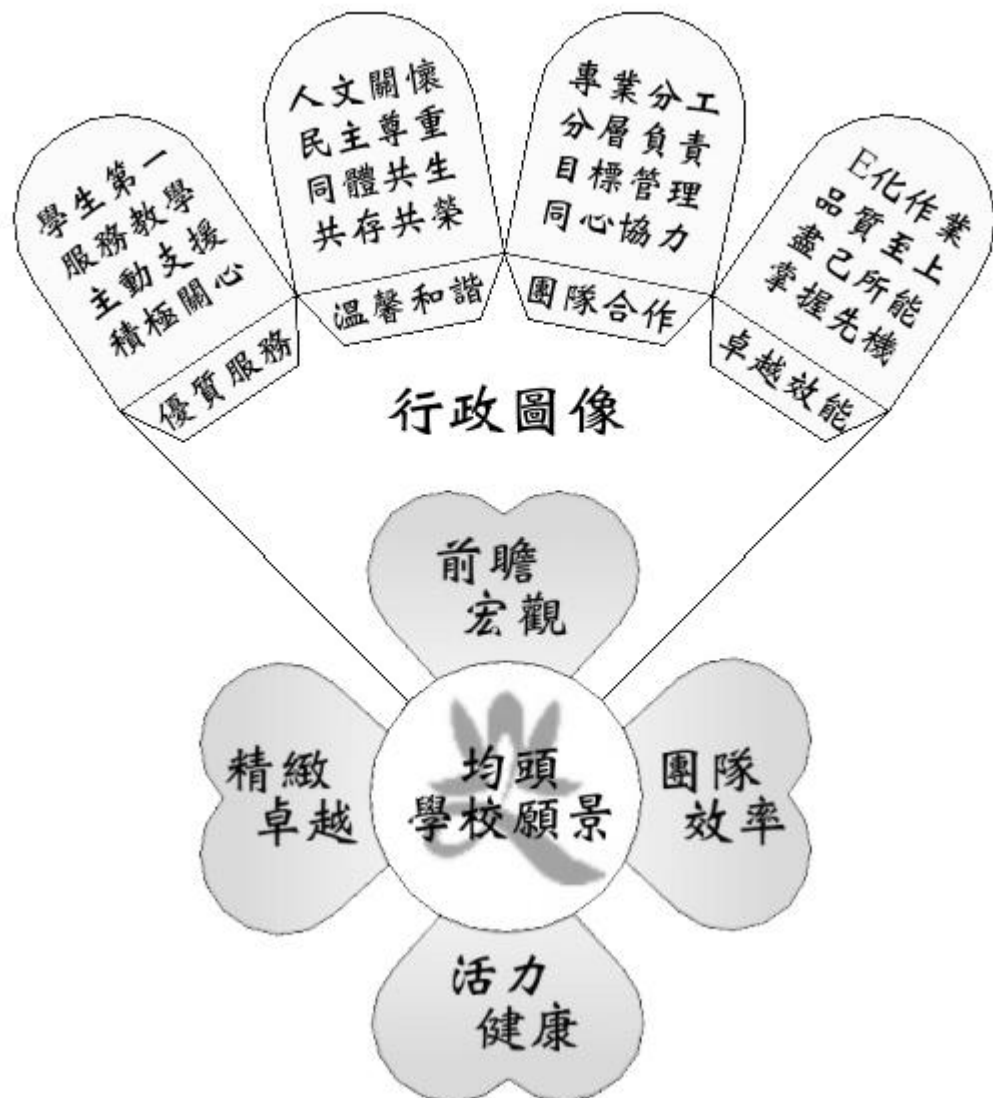 學生第一
服務教學
主動支援
積極關心
優質服務
人文關懷
民主尊重
同體共生
共存共榮
溫馨和諧
專業分工
分層負責
目標管理
同心協力
團隊合作
E化作業
品質至上
盡己所能
掌握先機
卓越效能
行政圖像
前瞻
宏觀
精緻
卓越
均頭
學校願景
團隊
效率
活力
健康